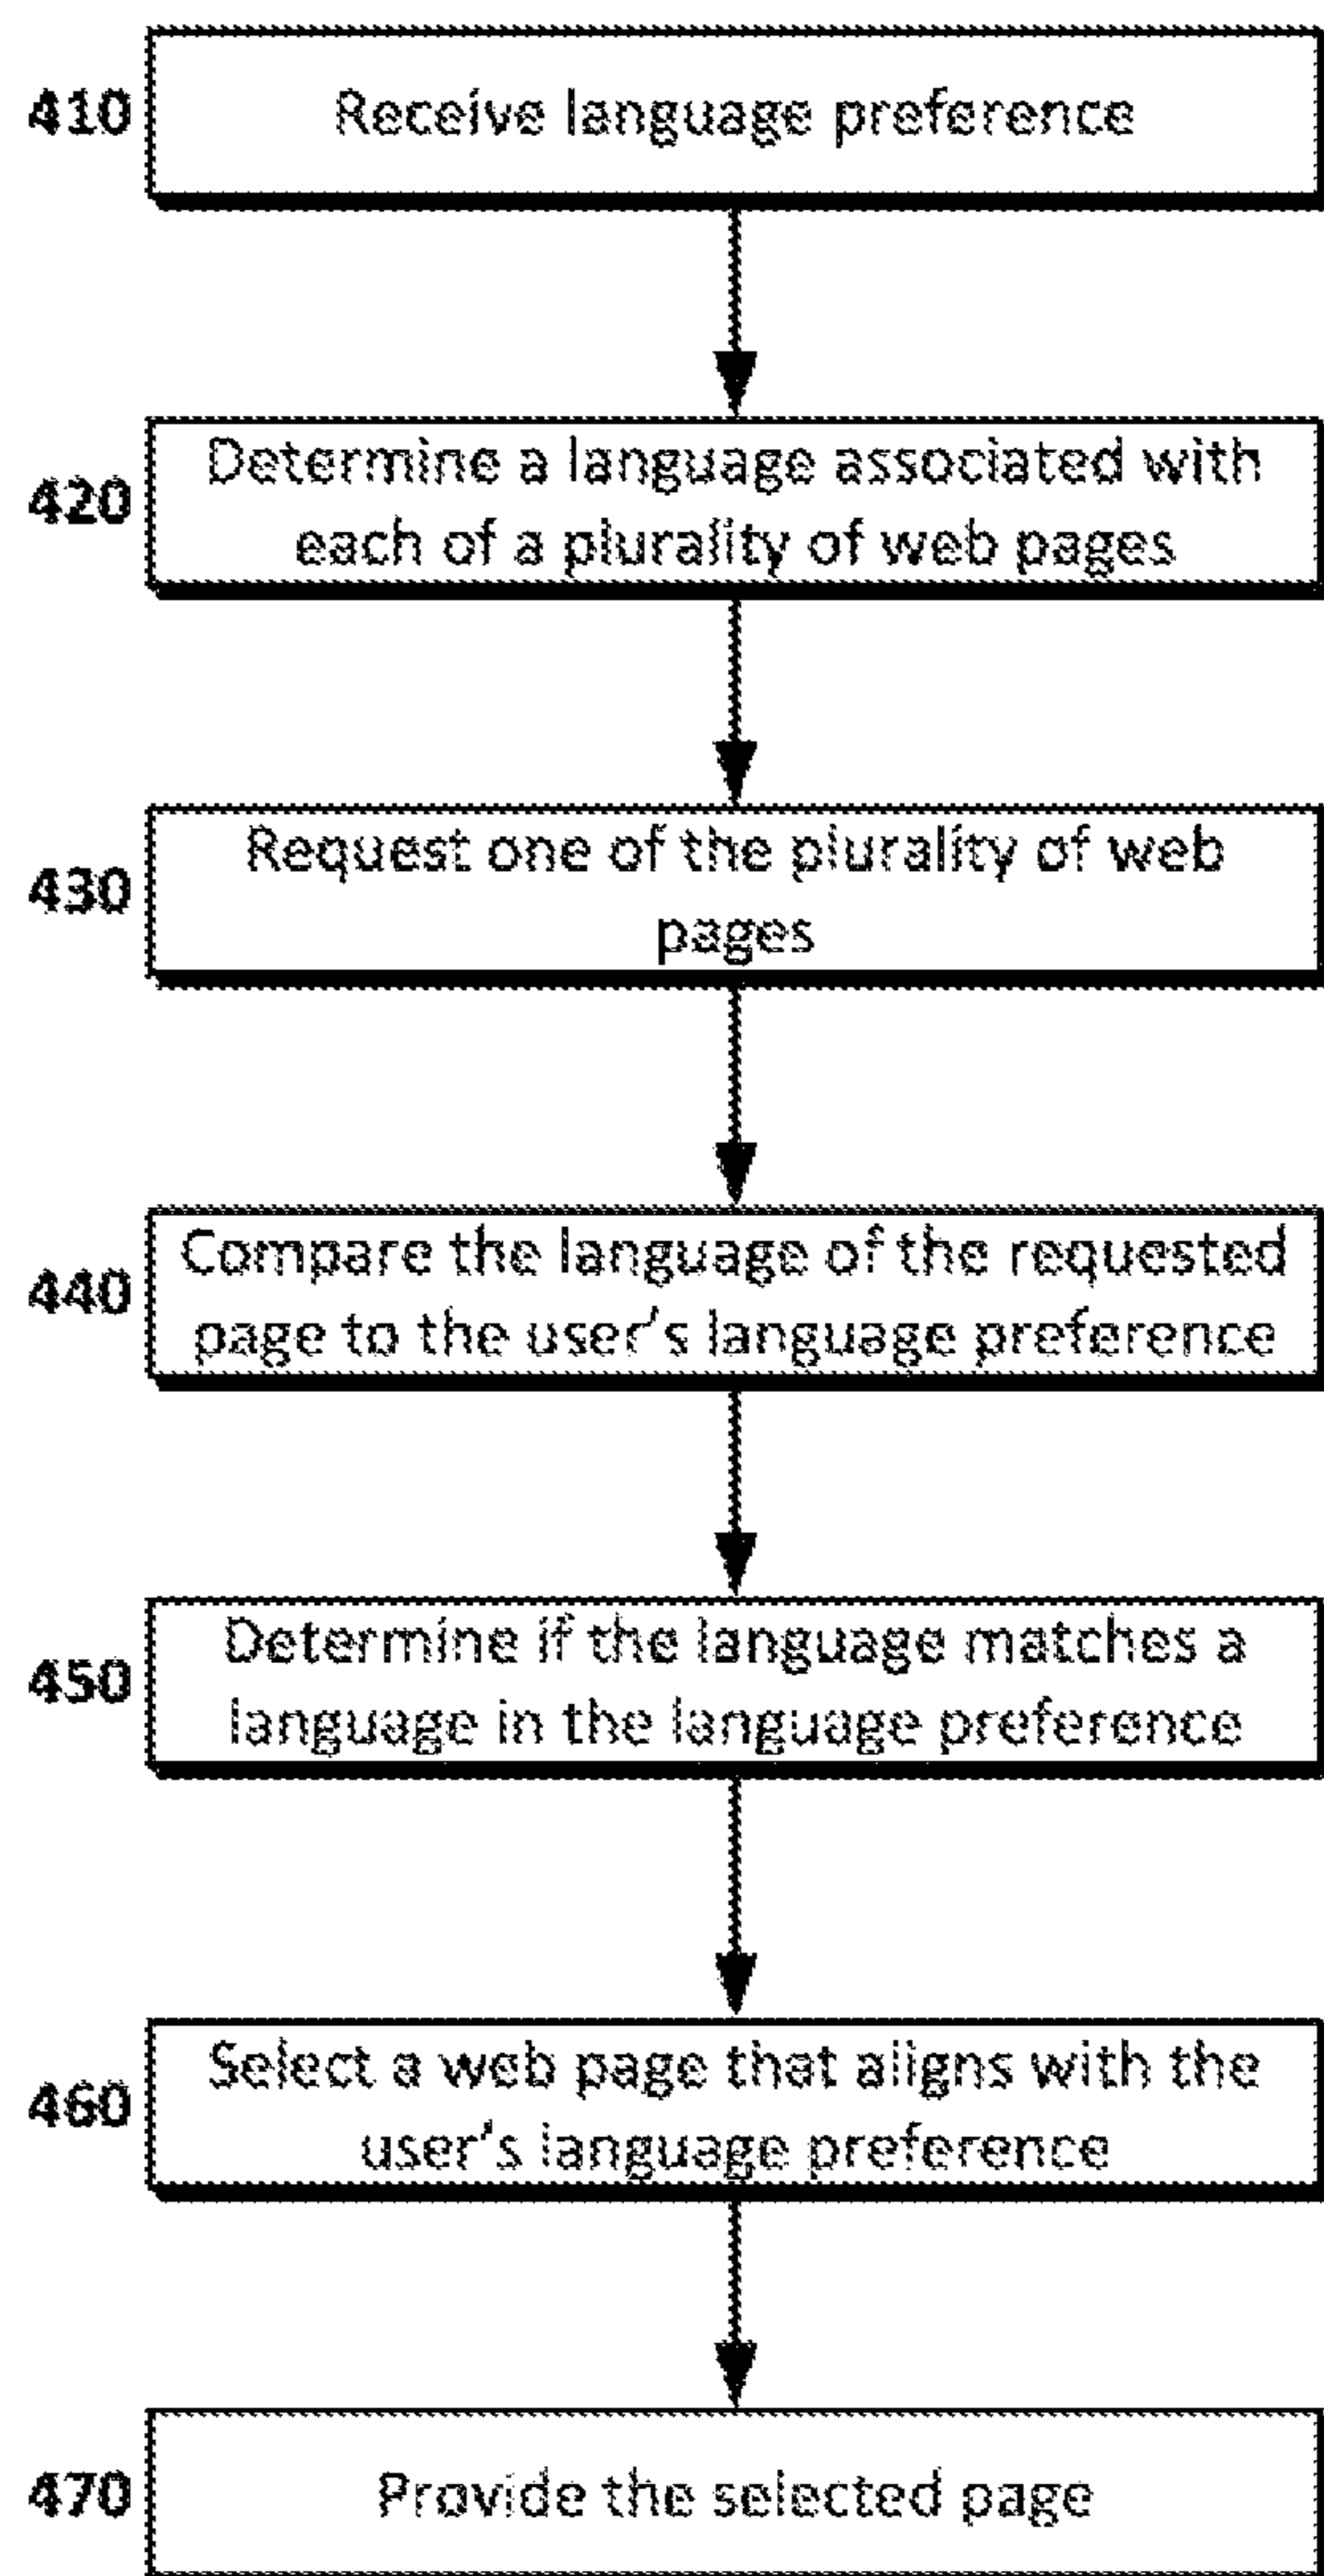 410 Receive language preference
Determine a language associated with
420
each of a plurality of web pages
Request one of the plurality of web
430
pages
Compare the language of the requested
440
page to the user's language preference
Determine if the language matches a
450
language in the language preference
Select a web page that aligns with the
460
user's language preference
470 Provide the selected page